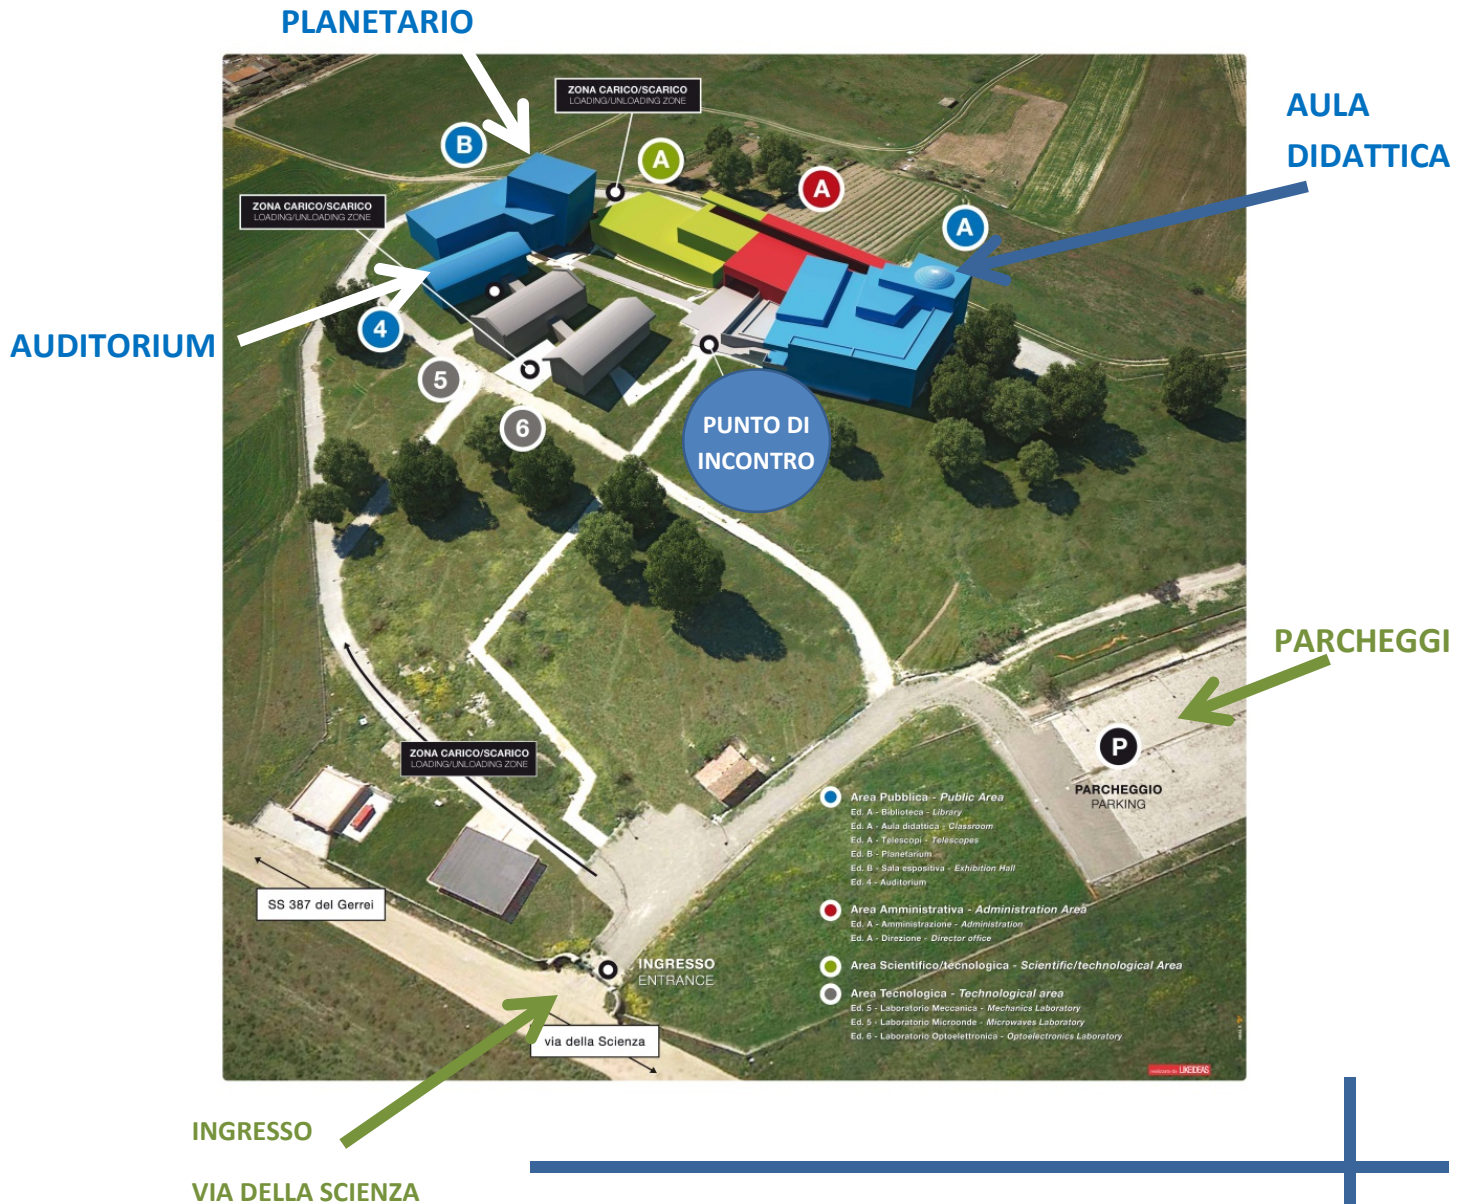 PLANETARIO
ZONA CARICO/SCARICO
LOADING/UNLOADING ZONE
AULA
DIDATTICA
B
A
A
ZONA CARICO/SCARICO
LOADING/UNLOADING ZONE
A
AUDITORIUM
4
5
6
PUNTO DI
INCONTRO
PARCHEGGI
P
PARCHEGGIO
PARKING
ZONA CARICO/SCARICO
LOADING/UNLOADING ZONE
Area Pubblica - Public Area
Ed. A - Biblioteca - Library
Ed. A - Aula didattica - Classroom
Ed. A - Telescopi - Telescopes
Ed. B - Planetarium
Ed. B - Sala espositiva - Exhibition Hall
Ed. 4 - Auditorium
Area Amministrativa - Administration Area
Ed. A - Amministrazione - Administration
Ed. A - Direzione - Director office
Area Scientifico/tecnologica - Scientific/technological Area
Area Tecnologica - Technological area
Ed. 5 - Laboratorio Meccanica - Mechanics Laboratory
Ed. 5 - Laboratorio Microonde - Microwaves Laboratory
Ed. 6 - Laboratorio Optoelettronica - Optoelectronics Laboratory
SS 387 del Gerrei
INGRESSO
ENTRANCE
via della Scienza
realizzato da LIKEIDEAS
INGRESSO
VIA DELLA SCIENZA